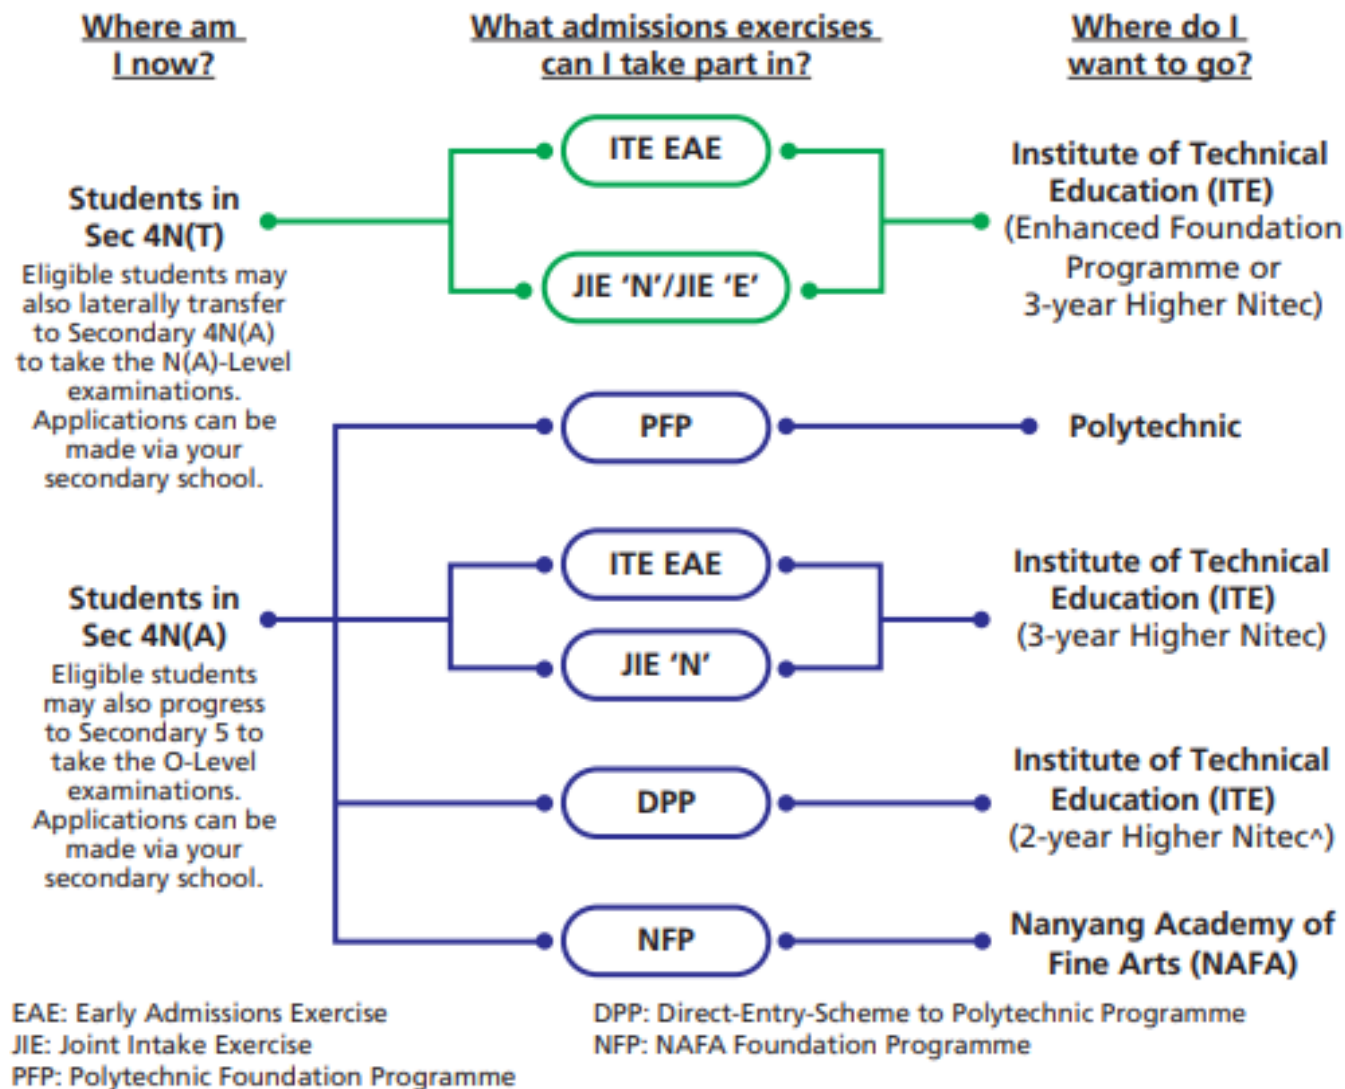 Where am
I now?
What admissions exercises
can I take part in?
Where do I
want to go?
Students in
Sec 4N(T)
Eligible students may
also laterally transfer
to Secondary 4N(A)
to take the N(A)-Level
examinations.
Applications can be
made via your
secondary school.
ITE EAE
JIE ‘N’/JIE ‘E’
Institute of Technical
Education (ITE)
(Enhanced Foundation
Programme or
3-year Higher Nitec)
Students in
Sec 4N(A)
Eligible students
may also progress
to Secondary 5 to
take the O-Level
examinations.
Applications can be
made via your
secondary school.
PFP
Polytechnic
ITE EAE
JIE ‘N’
Institute of Technical
Education (ITE)
(3-year Higher Nitec)
DPP
Institute of Technical
Education (ITE)
(2-year Higher Nitec^)
NFP
Nanyang Academy of
Fine Arts (NAFA)
EAE: Early Admissions Exercise
JIE: Joint Intake Exercise
PFP: Polytechnic Foundation Programme
DPP: Direct-Entry-Scheme to Polytechnic Programme
NFP: NAFA Foundation Programme